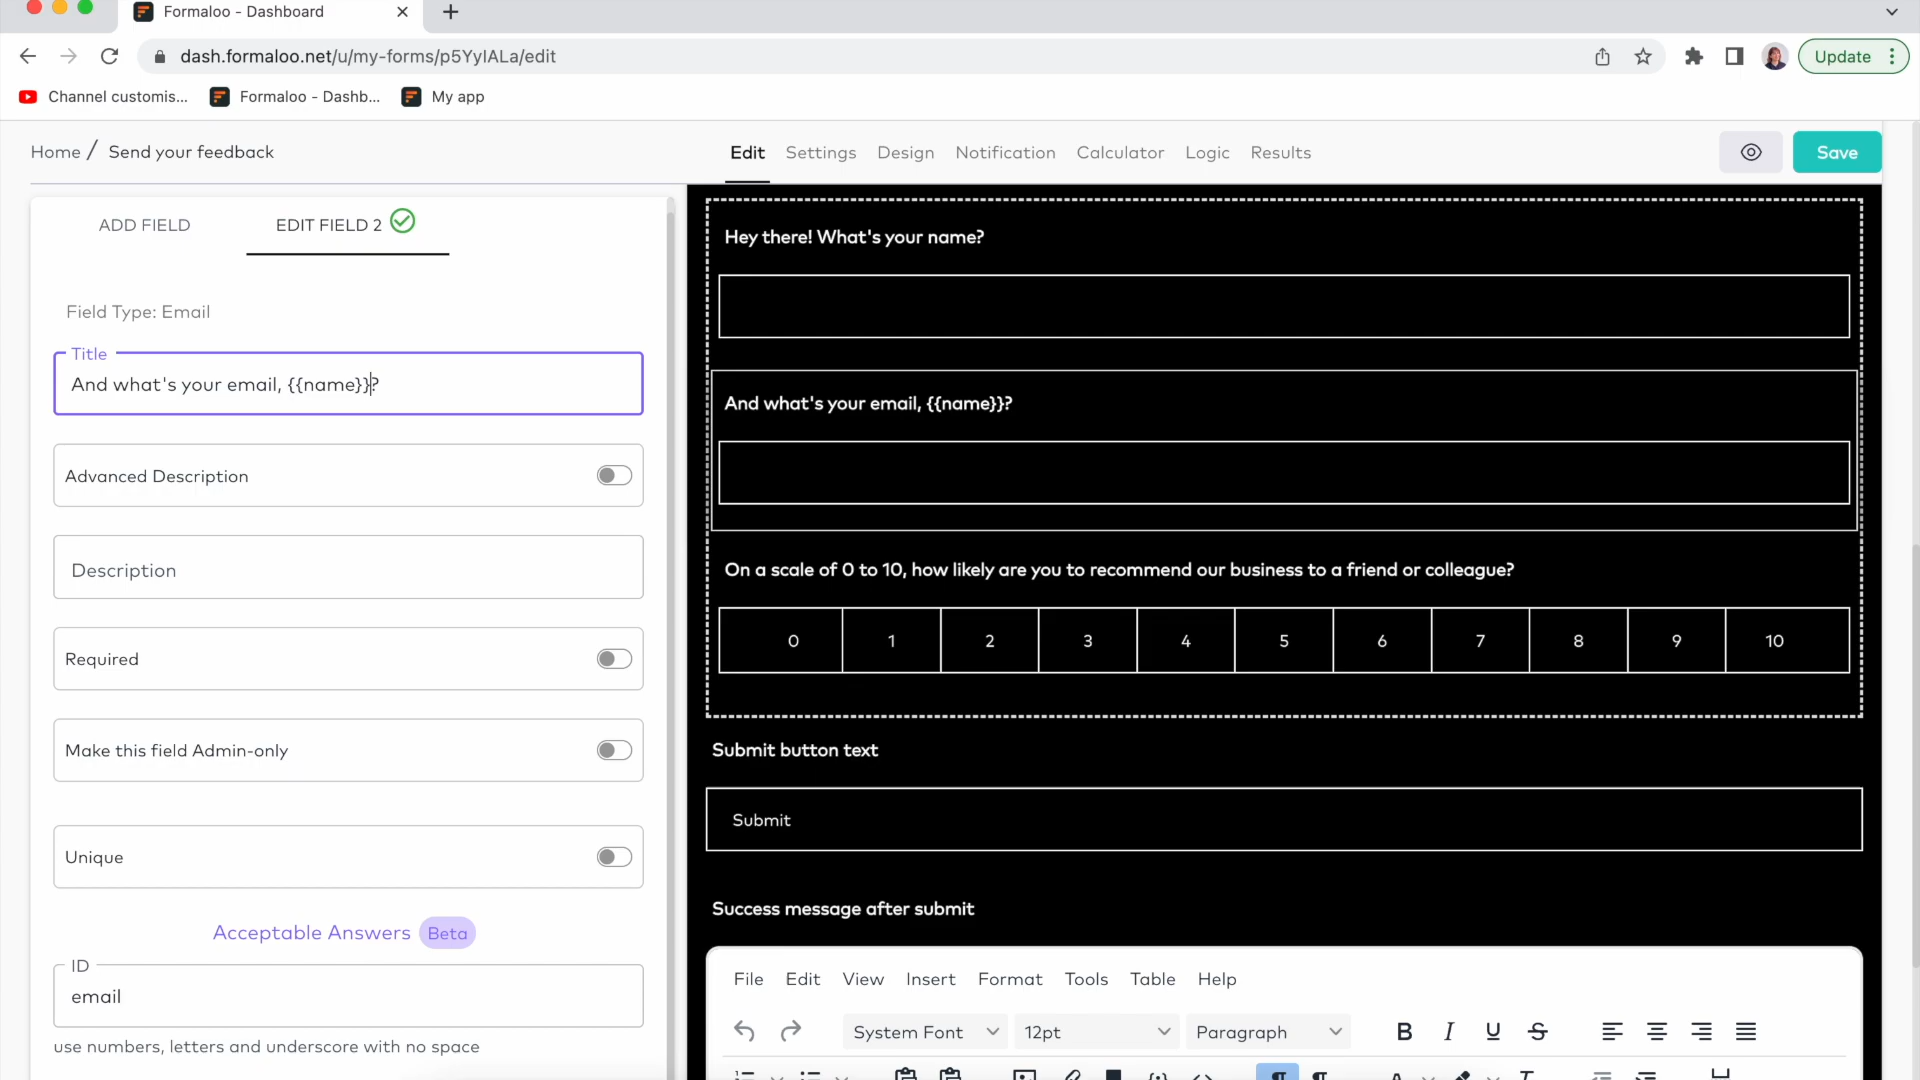 Formaloo - Dashboard
dash.formaloo.net/u/my-forms/p5YyIALa/edit
Update
Channel customis...
Formaloo - Dashb...
My app
Home / Send your feedback
Edit Settings Design Notification Calculator Logic Results
Save
ADD FIELD
EDIT FIELD 2
Field Type: Email
Title
And what's your email, {{name}}?
Advanced Description
Description
Required
Make this field Admin-only
Unique
Acceptable Answers Beta
ID
email
use numbers, letters and underscore with no space
Hey there! What's your name?
And what's your email, {{name}}?
On a scale of 0 to 10, how likely are you to recommend our business to a friend or colleague?
0 1 2 3 4 5 6 7 8 9 10
Submit button text
Submit
Success message after submit
File Edit View Insert Format Tools Table Help
System Font 12pt Paragraph B I U S